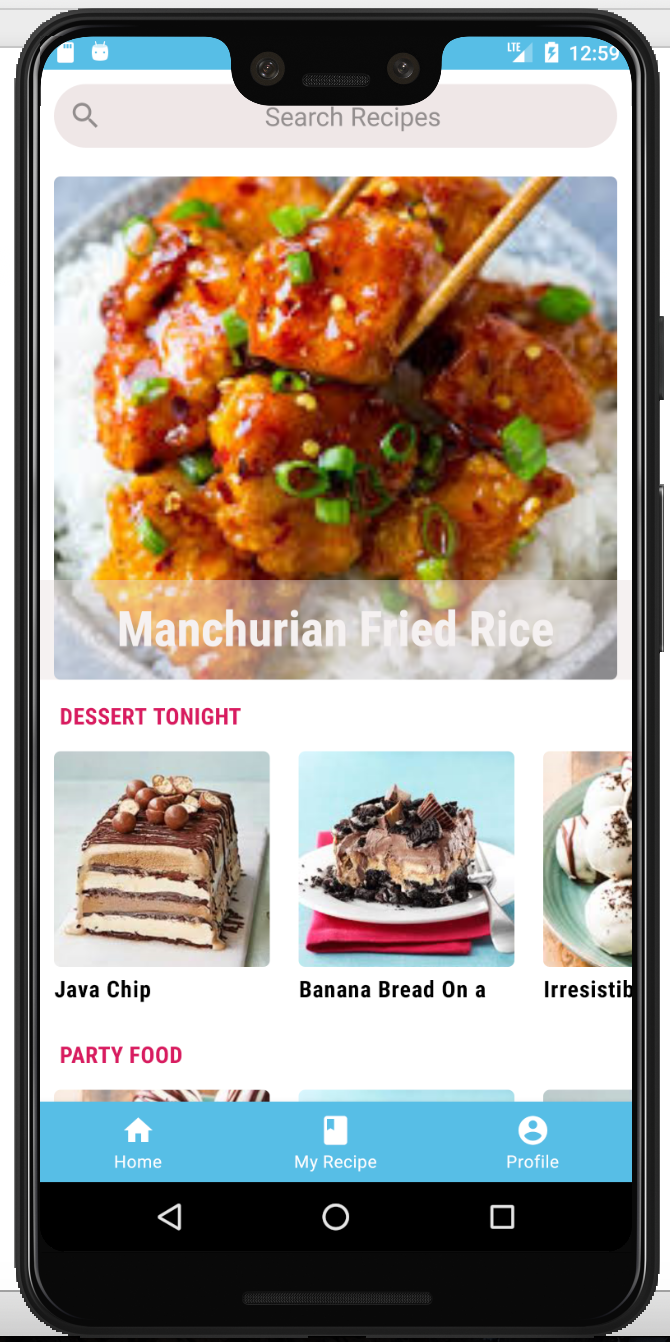 LTE 12:59
Search Recipes
Manchurian Fried Rice
DESSERT TONIGHT
Java Chip
Banana Bread On a
Irresistib
PARTY FOOD
Home
My Recipe
Profile